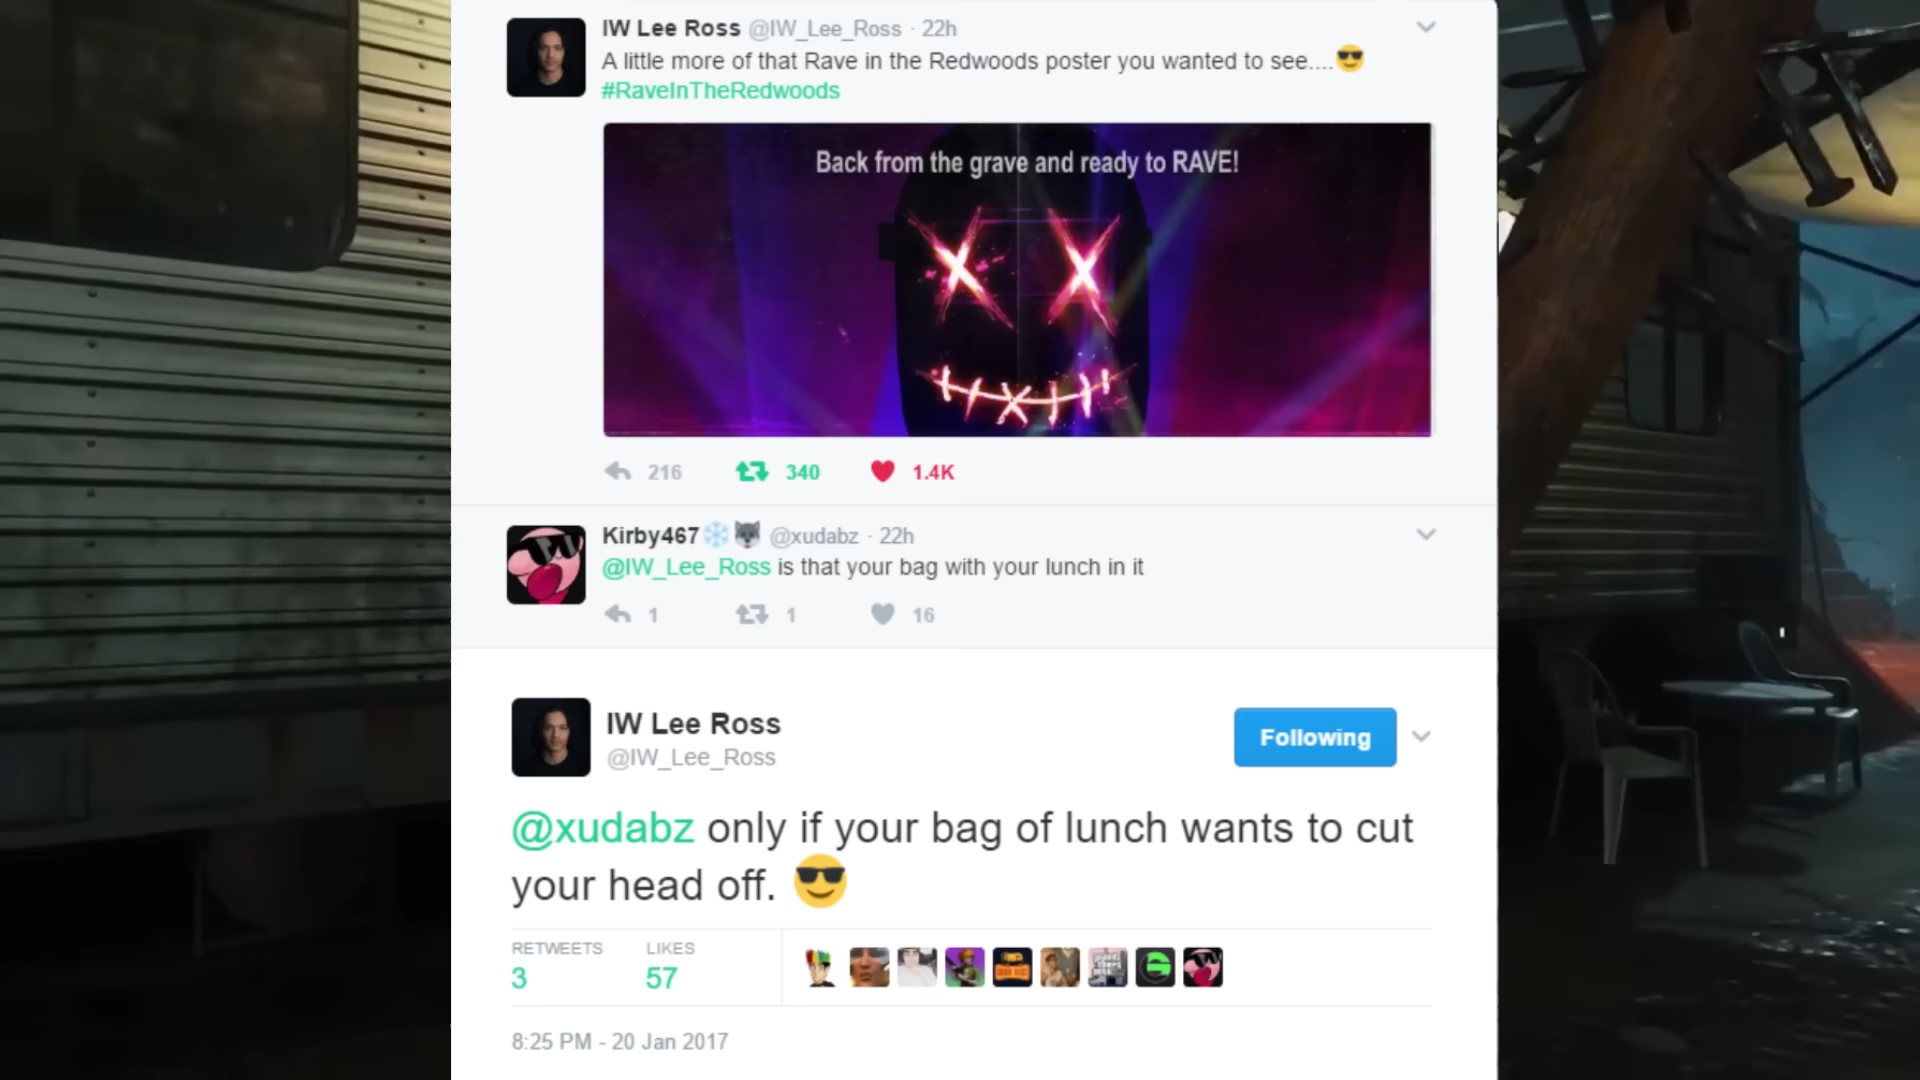 IW Lee Ross @IW_Lee_Ross · 22h
A little more of that Rave in the Redwoods poster you wanted to see....😎
#RaveInTheRedwoods
Back from the grave and ready to RAVE!
216 340 1.4K
Kirby467❄️🐺 @xudabz · 22h
@IW_Lee_Ross is that your bag with your lunch in it
1 1 16
IW Lee Ross
@IW_Lee_Ross
Following
@xudabz only if your bag of lunch wants to cut
your head off. 😎
RETWEETS LIKES
3 57
8:25 PM - 20 Jan 2017